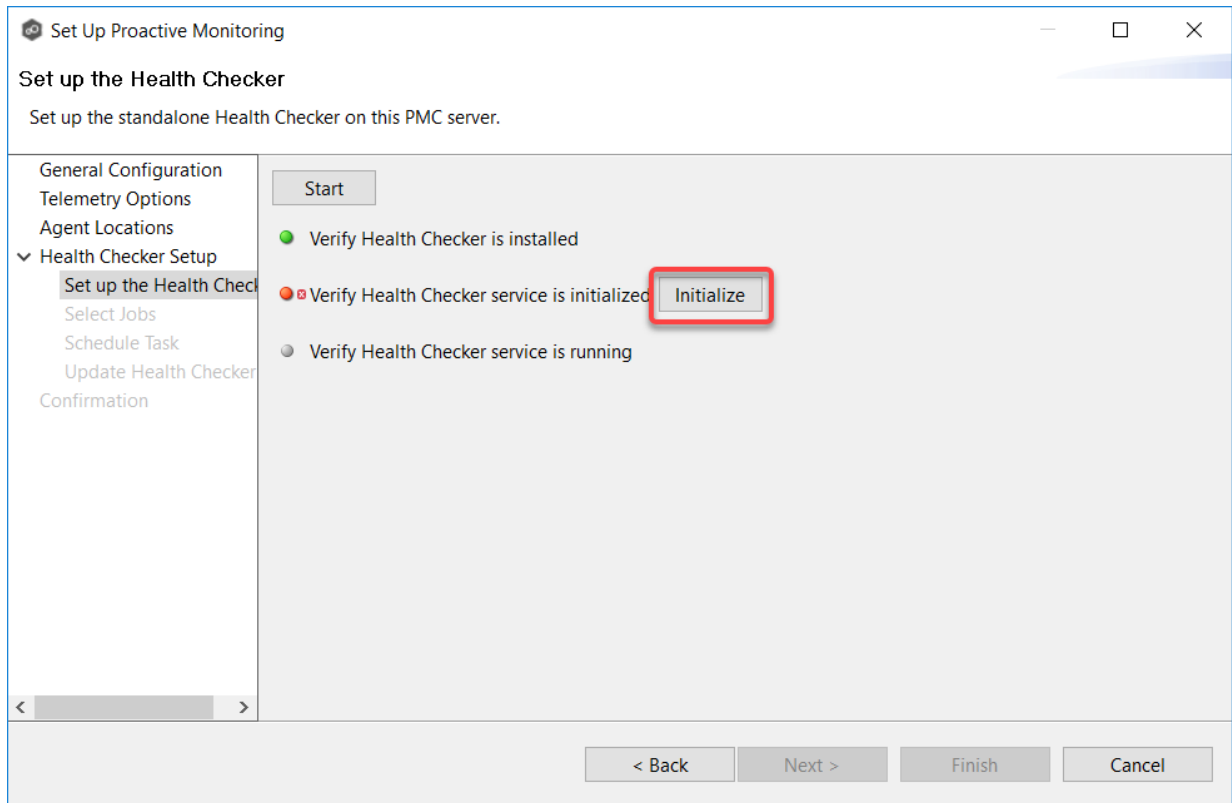 Set Up Proactive Monitoring
Set up the Health Checker
Set up the standalone Health Checker on this PMC server.
General Configuration
Telemetry Options
Agent Locations
Health Checker Setup
Set up the Health Check
Select Jobs
Schedule Task
Update Health Checker
Confirmation
Start
Verify Health Checker is installed
Verify Health Checker service is initialized Initialize
Verify Health Checker service is running
< Back Next > Finish Cancel